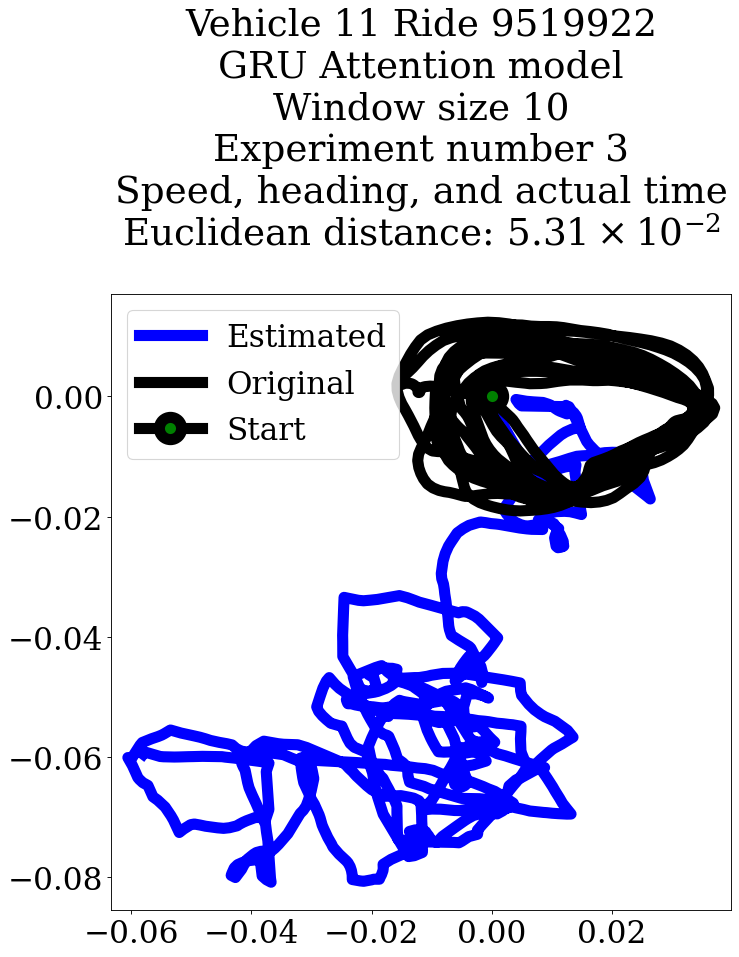 Vehicle 11 Ride 9519922
GRU Attention model
Window size 10
Experiment number 3
Speed, heading, and actual time
Euclidean distance: 5.31 × 10⁻²
Estimated
Original
Start
0.00
−0.02
−0.04
−0.06
−0.08
−0.06 −0.04 −0.02 0.00 0.02